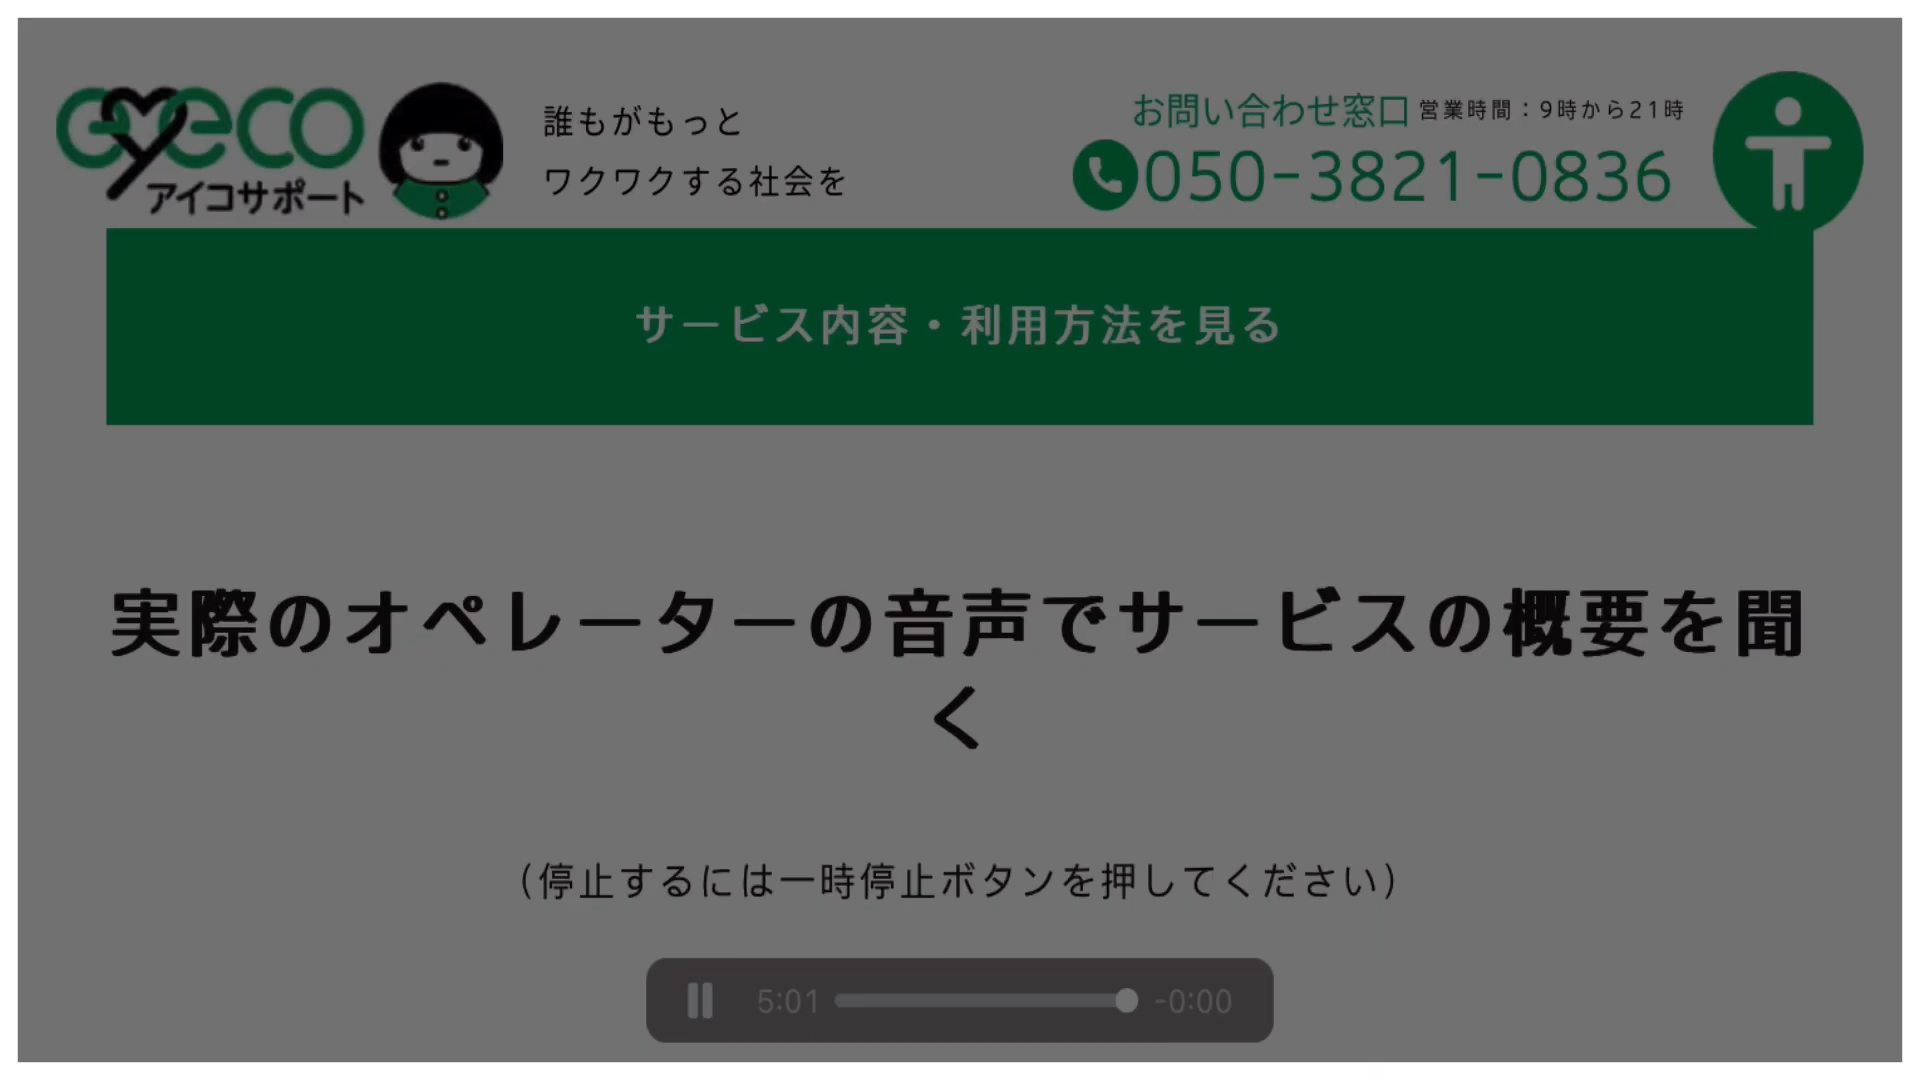 eyeco
アイコサポート
誰もがもっと
ワクワクする社会を
お問い合わせ窓口 営業時間：9時から21時
050-3821-0836
サービス内容・利用方法を見る
実際のオペレーターの音声でサービスの概要を聞
く
（停止するには一時停止ボタンを押してください）
5:01 -0:00